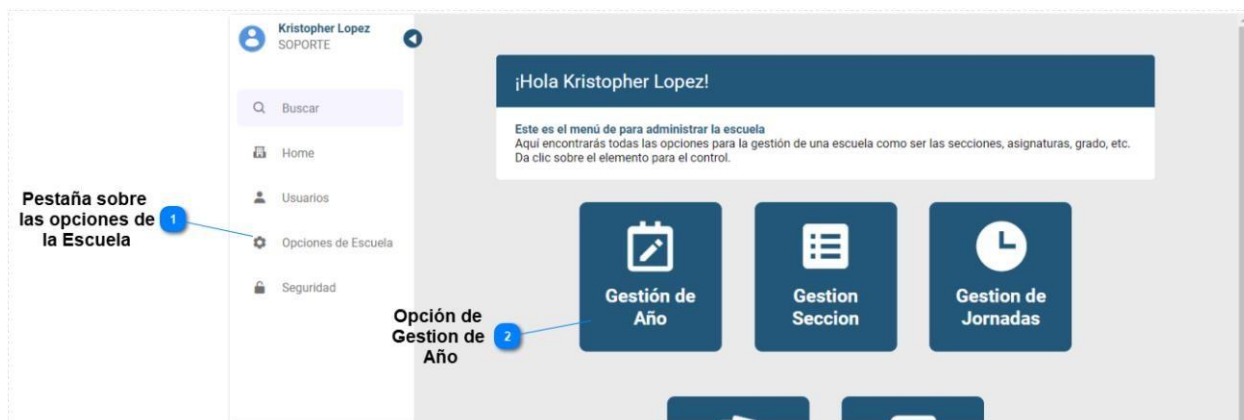 Kristopher Lopez
SOPORTE
Buscar
Home
Usuarios
Opciones de Escuela
Seguridad
Pestaña sobre
las opciones de
la Escuela
1
¡Hola Kristopher Lopez!
Este es el menú de para administrar la escuela
Aquí encontrarás todas las opciones para la gestión de una escuela como ser las secciones, asignaturas, grado, etc.
Da clic sobre el elemento para el control.
Gestión de
Año
Gestion
Seccion
Gestion de
Jornadas
Opción de
Gestion de
Año
2